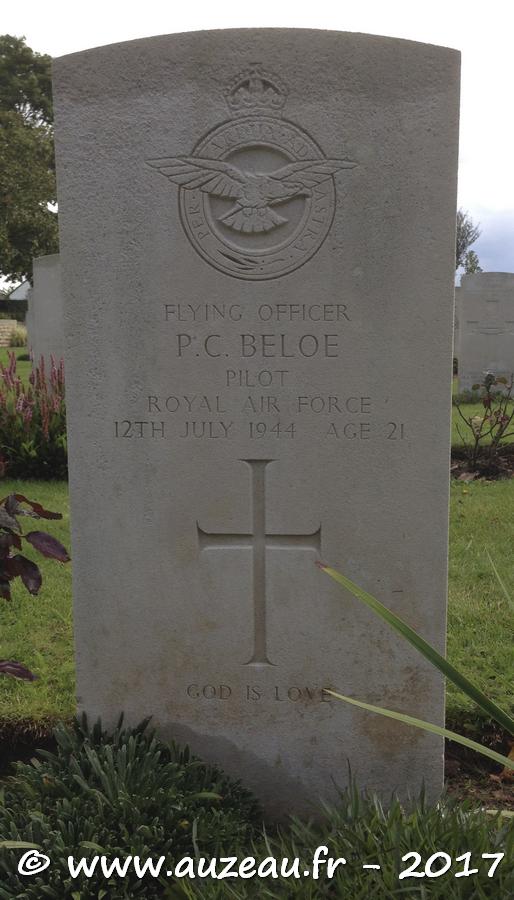 PER ARDUA AD ASTRA
FLYING OFFICER
P.C. BELOE
PILOT
ROYAL AIR FORCE
12TH JULY 1944 AGE 21
GOD IS LOVE
© www.auzeau.fr - 2017